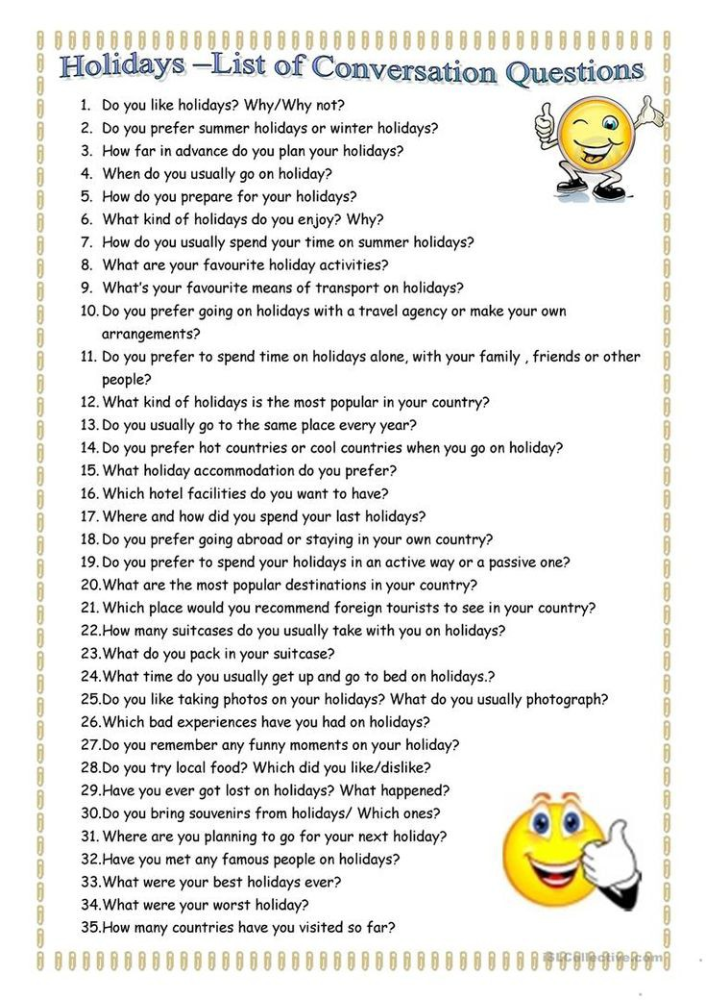 Holidays –List of Conversation Questions
1. Do you like holidays? Why/Why not?
2. Do you prefer summer holidays or winter holidays?
3. How far in advance do you plan your holidays?
4. When do you usually go on holiday?
5. How do you prepare for your holidays?
6. What kind of holidays do you enjoy? Why?
7. How do you usually spend your time on summer holidays?
8. What are your favourite holiday activities?
9. What's your favourite means of transport on holidays?
10. Do you prefer going on holidays with a travel agency or make your own
arrangements?
11. Do you prefer to spend time on holidays alone, with your family , friends or other
people?
12. What kind of holidays is the most popular in your country?
13. Do you usually go to the same place every year?
14. Do you prefer hot countries or cool countries when you go on holiday?
15. What holiday accommodation do you prefer?
16. Which hotel facilities do you want to have?
17. Where and how did you spend your last holidays?
18. Do you prefer going abroad or staying in your own country?
19. Do you prefer to spend your holidays in an active way or a passive one?
20.What are the most popular destinations in your country?
21. Which place would you recommend foreign tourists to see in your country?
22.How many suitcases do you usually take with you on holidays?
23.What do you pack in your suitcase?
24.What time do you usually get up and go to bed on holidays.?
25.Do you like taking photos on your holidays? What do you usually photograph?
26.Which bad experiences have you had on holidays?
27.Do you remember any funny moments on your holiday?
28.Do you try local food? Which did you like/dislike?
29.Have you ever got lost on holidays? What happened?
30.Do you bring souvenirs from holidays/ Which ones?
31. Where are you planning to go for your next holiday?
32.Have you met any famous people on holidays?
33.What were your best holidays ever?
34.What were your worst holiday?
35.How many countries have you visited so far?
iSLCollective.com